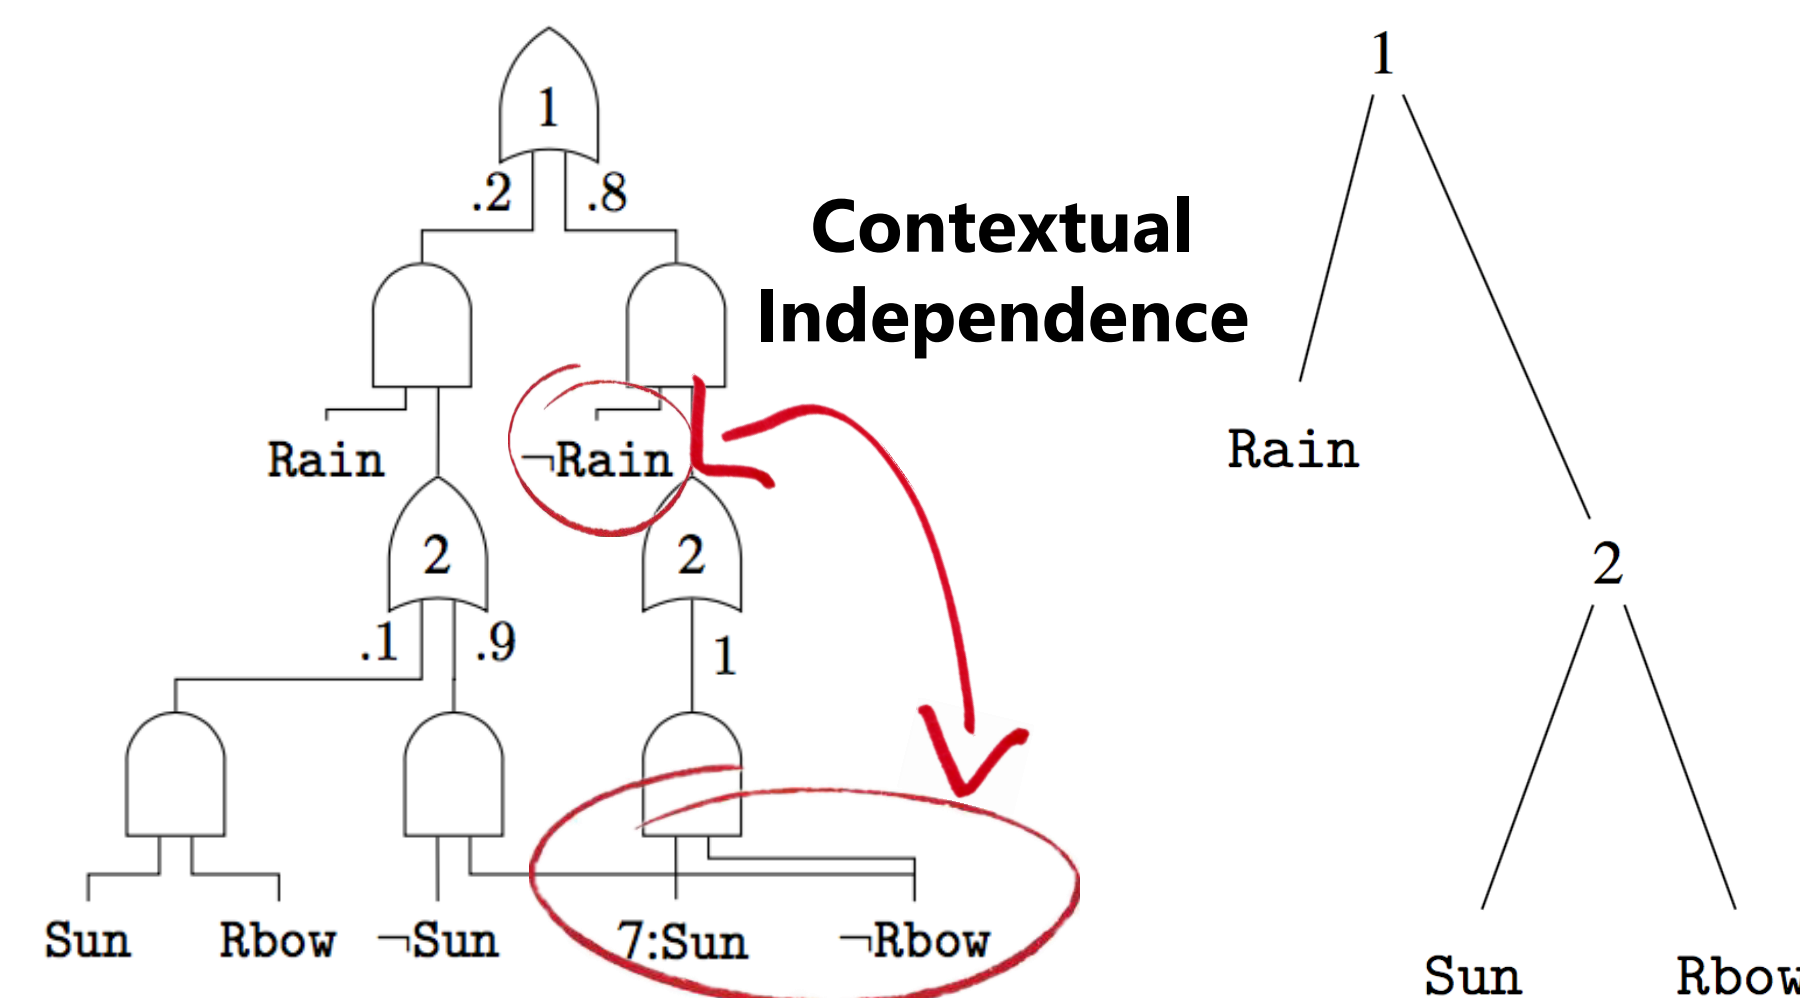 1
1
.2 .8
Contextual
Independence
Rain ¬Rain
Rain
2 2
2
.1 .9
1
Sun Rbow ¬Sun 7:Sun ¬Rbow
Sun Rbow